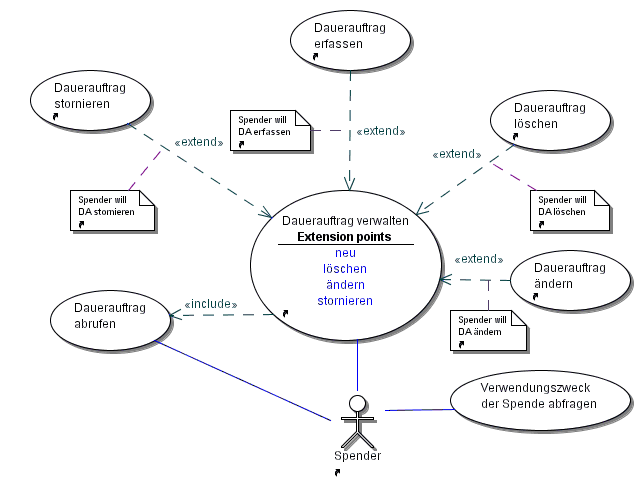 Dauerauftrag
erfassen
Dauerauftrag
stornieren
Dauerauftrag
löschen
Spender will
DA erfassen
«extend»
«extend»
«extend»
Spender will
DA stornieren
Spender will
DA löschen
Dauerauftrag verwalten
Extension points
neu
löschen
ändern
stornieren
«extend»
Dauerauftrag
ändern
«include»
Dauerauftrag
abrufen
Spender will
DA ändern
Verwendungszweck
der Spende abfragen
Spender